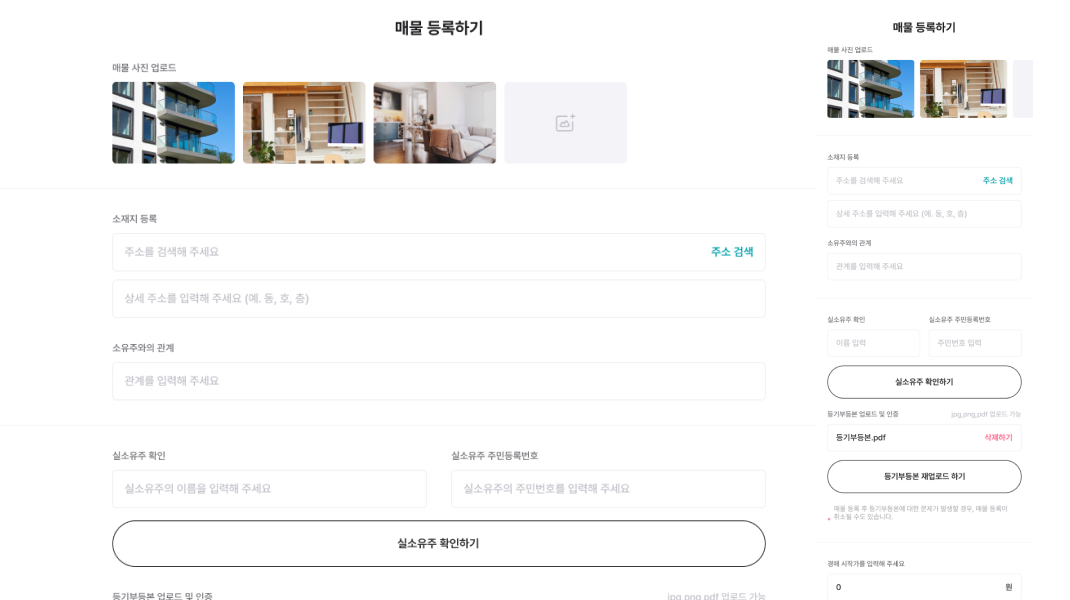 매물 등록하기
매물 사진 업로드
소재지 등록
주소를 검색해 주세요
주소 검색
상세 주소를 입력해 주세요 (예. 동, 호, 층)
소유주와의 관계
관계를 입력해 주세요
실소유주 확인
실소유주 주민등록번호
실소유주의 이름을 입력해 주세요
실소유주의 주민번호를 입력해 주세요
실소유주 확인하기
등기부등본 업로드 및 인증
jpg,png,pdf 업로드 가능
매물 등록하기
매물 사진 업로드
소재지 등록
주소를 검색해 주세요
주소 검색
상세 주소를 입력해 주세요 (예. 동, 호, 층)
소유주와의 관계
관계를 입력해 주세요
실소유주 확인
실소유주 주민등록번호
이름 입력
주민번호 입력
실소유주 확인하기
등기부등본 업로드 및 인증
jpg,png,pdf 업로드 가능
등기부등본.pdf
삭제하기
등기부등본 재업로드 하기
매물 등록 후 등기부등본에 대한 문제가 발생할 경우, 매물 등록이
* 취소될 수도 있습니다.
경매 시작가를 입력해 주세요
0
원